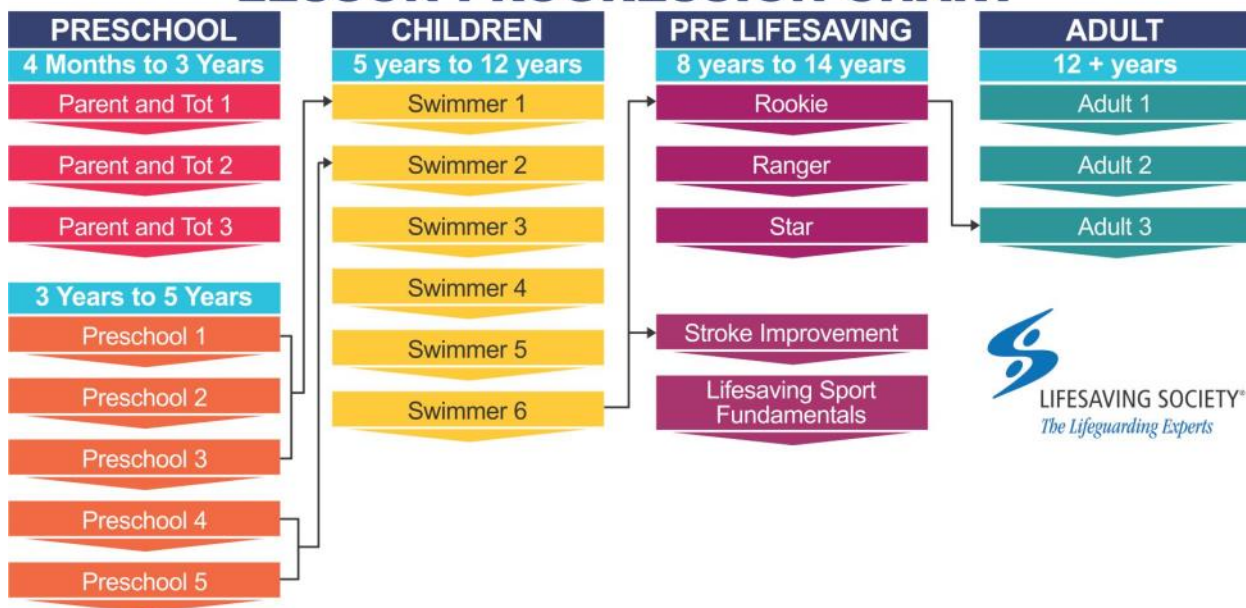 LESSON PROGRESSION CHART
PRESCHOOL
4 Months to 3 Years
Parent and Tot 1
Parent and Tot 2
Parent and Tot 3
3 Years to 5 Years
Preschool 1
Preschool 2
Preschool 3
Preschool 4
Preschool 5
CHILDREN
5 years to 12 years
Swimmer 1
Swimmer 2
Swimmer 3
Swimmer 4
Swimmer 5
Swimmer 6
PRE LIFESAVING
8 years to 14 years
Rookie
Ranger
Star
Stroke Improvement
Lifesaving Sport
Fundamentals
ADULT
12 + years
Adult 1
Adult 2
Adult 3
LIFESAVING SOCIETY®
The Lifeguarding Experts